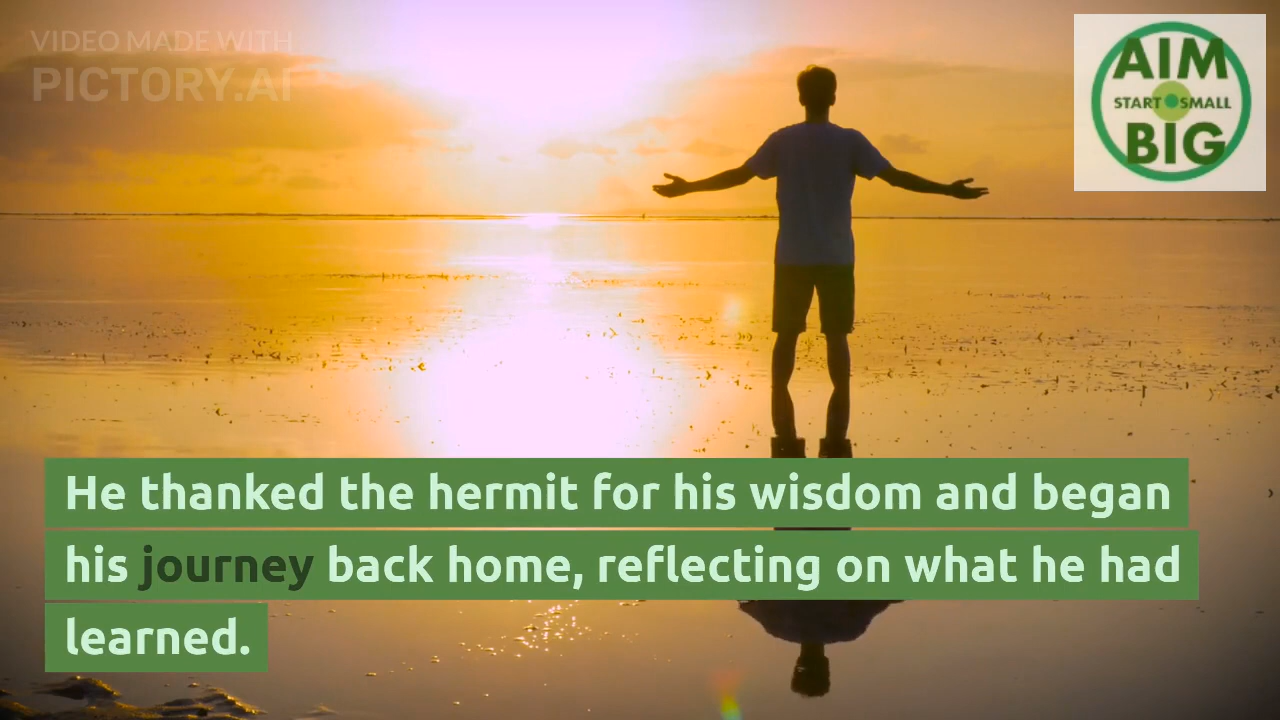 VIDEO MADE WITH
PICTORY.AI
AIM
START SMALL
BIG
He thanked the hermit for his wisdom and began
his journey back home, reflecting on what he had
learned.